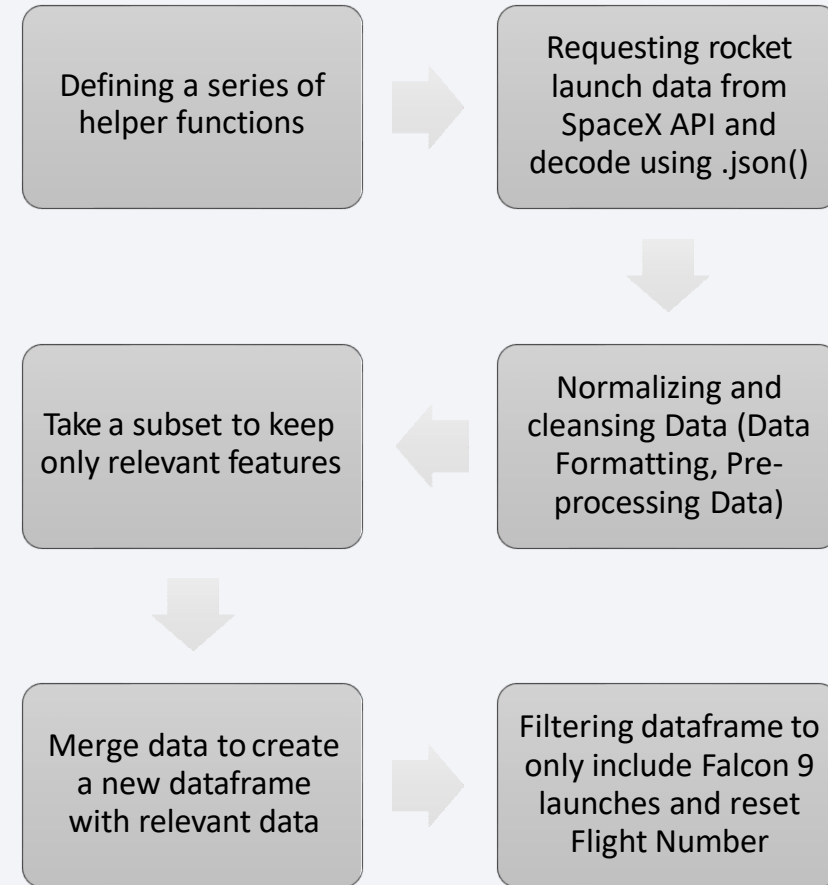 Defining a series of
helper functions
Requesting rocket
launch data from
SpaceX API and
decode using .json()
Normalizing and
cleansing Data (Data
Formatting, Pre-
processing Data)
Take a subset to keep
only relevant features
Merge data to create
a new dataframe
with relevant data
Filtering dataframe to
only include Falcon 9
launches and reset
Flight Number